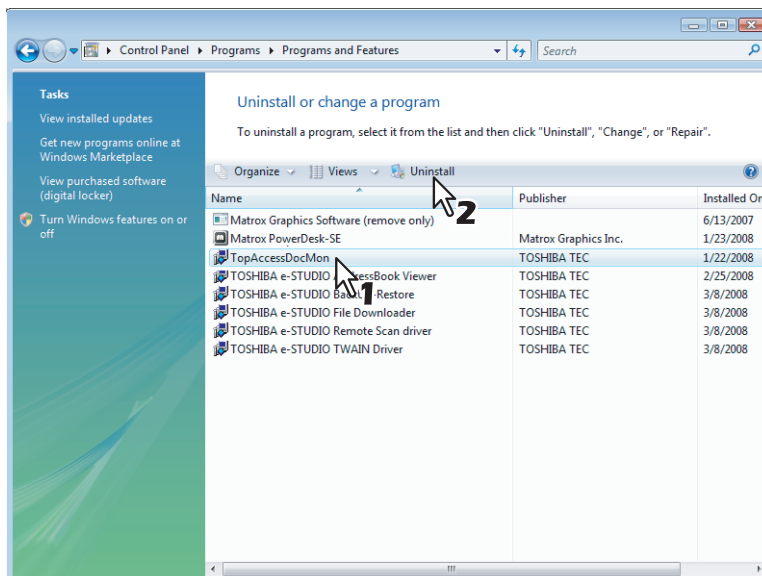 Control Panel ▸ Programs ▸ Programs and Features Search
Tasks
View installed updates
Get new programs online at
Windows Marketplace
View purchased software
(digital locker)
Turn Windows features on or
off
Uninstall or change a program
To uninstall a program, select it from the list and then click "Uninstall", "Change", or "Repair".
Organize Views Uninstall
2
Name Publisher Installed On
Matrox Graphics Software (remove only) 6/13/2007
Matrox PowerDesk-SE Matrox Graphics Inc. 1/23/2008
TopAccessDocMon TOSHIBA TEC 1/22/2008
1
TOSHIBA e-STUDIO AddressBook Viewer TOSHIBA TEC 2/25/2008
TOSHIBA e-STUDIO BackUp-Restore TOSHIBA TEC 3/8/2008
TOSHIBA e-STUDIO File Downloader TOSHIBA TEC 3/8/2008
TOSHIBA e-STUDIO Remote Scan driver TOSHIBA TEC 3/8/2008
TOSHIBA e-STUDIO TWAIN Driver TOSHIBA TEC 3/8/2008